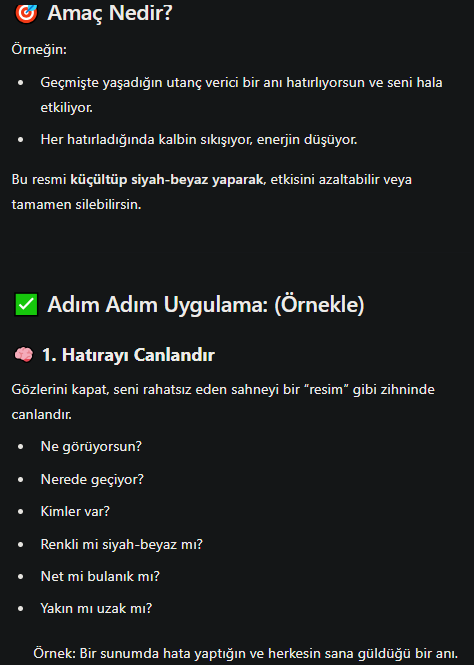 🎯 Amaç Nedir?
Örneğin:
• Geçmişte yaşadığın utanç verici bir anı hatırlıyorsun ve seni hala
etkiliyor.
• Her hatırladığında kalbin sıkışıyor, enerjin düşüyor.
Bu resmi küçültüp siyah-beyaz yaparak, etkisini azaltabilir veya
tamamen silebilirsin.
✅ Adım Adım Uygulama: (Örnekle)
🧠 1. Hatırayı Canlandır
Gözlerini kapat, seni rahatsız eden sahneyi bir “resim” gibi zihninde
canlandır.
• Ne görüyorsun?
• Nerede geçiyor?
• Kimler var?
• Renkli mi siyah-beyaz mı?
• Net mi bulanık mı?
• Yakın mı uzak mı?
Örnek: Bir sunumda hata yaptığın ve herkesin sana güldüğü bir anı.